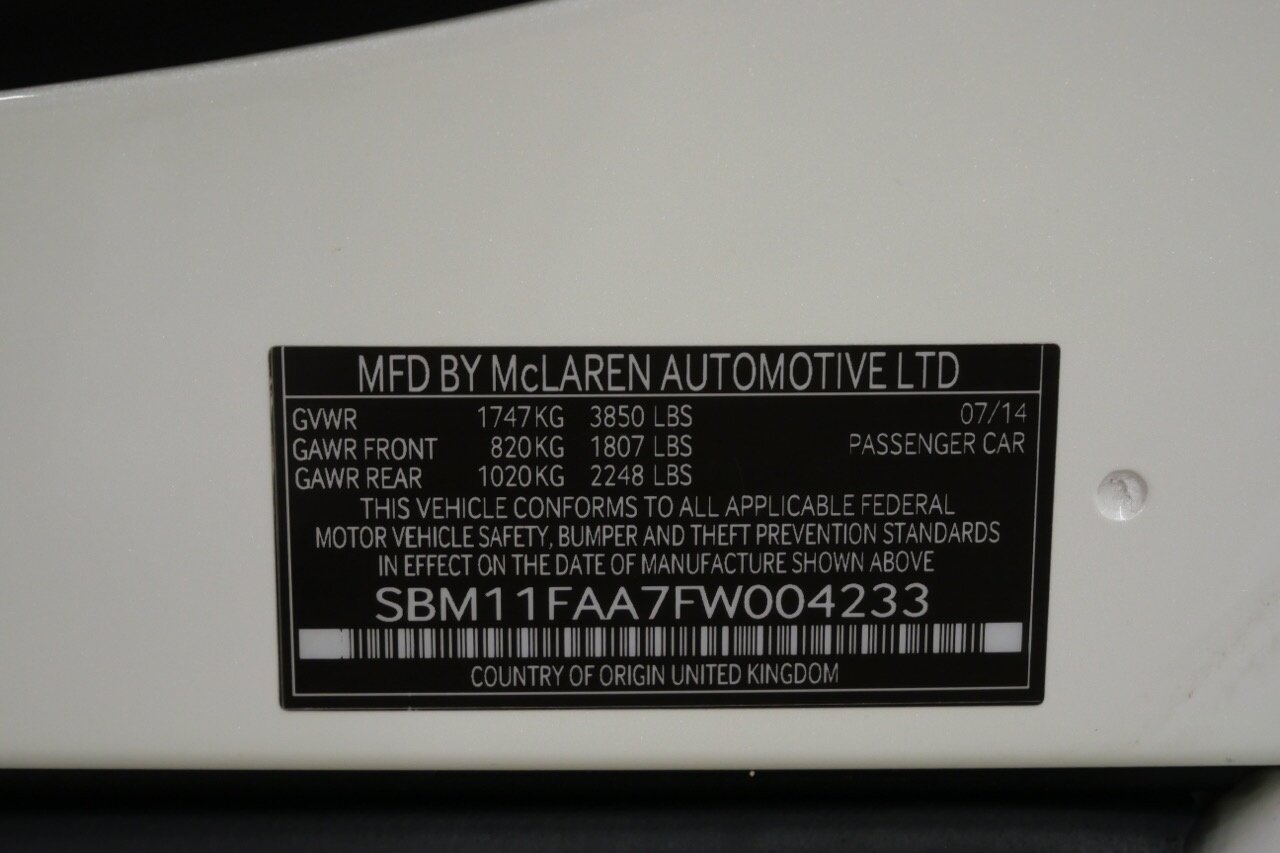 MFD BY McLAREN AUTOMOTIVE LTD
GVWR 1747KG 3850 LBS 07/14
GAWR FRONT 820KG 1807 LBS PASSENGER CAR
GAWR REAR 1020KG 2248 LBS
THIS VEHICLE CONFORMS TO ALL APPLICABLE FEDERAL
MOTOR VEHICLE SAFETY, BUMPER AND THEFT PREVENTION STANDARDS
IN EFFECT ON THE DATE OF MANUFACTURE SHOWN ABOVE
SBM11FAA7FW004233
COUNTRY OF ORIGIN UNITED KINGDOM